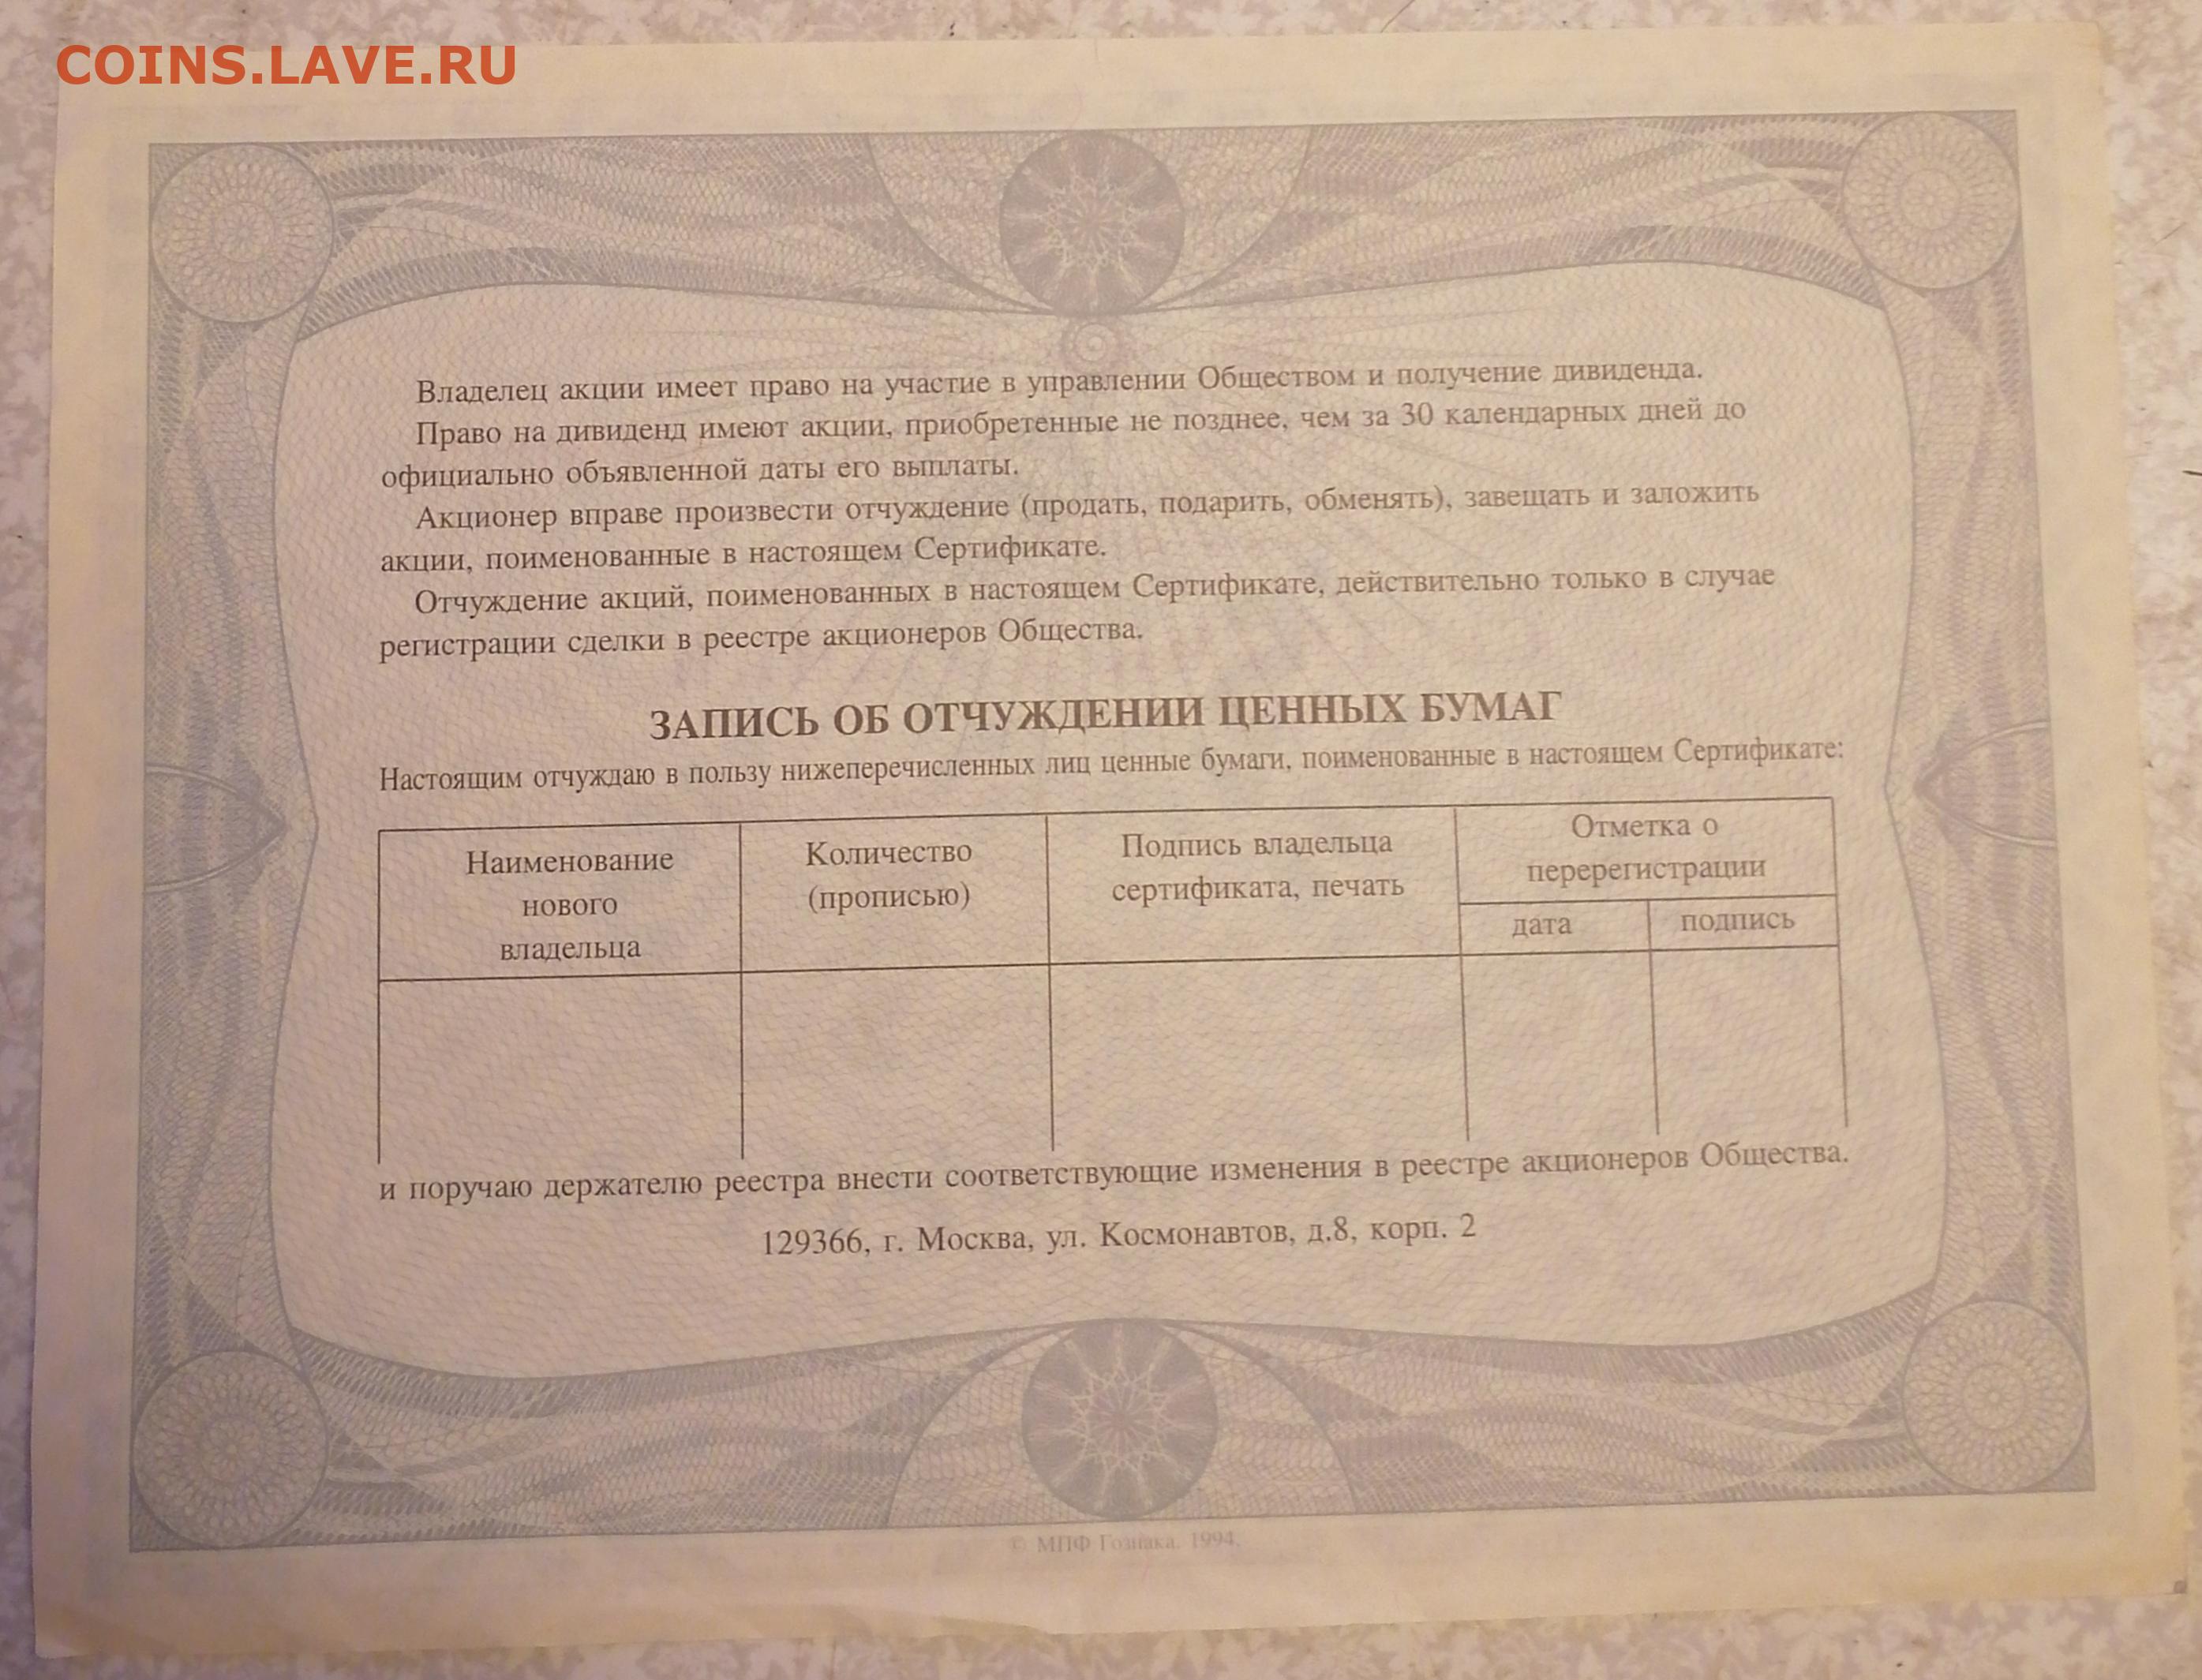 COINS.LAVE.RU
Владелец акции имеет право на участие в управлении Обществом и получение дивиденда.
Право на дивиденд имеют акции, приобретенные не позднее, чем за 30 календарных дней до
официально объявленной даты его выплаты.
Акционер вправе произвести отчуждение (продать, подарить, обменять), завещать и заложить
акции, поименованные в настоящем Сертификате.
Отчуждение акций, поименованных в настоящем Сертификате, действительно только в случае
регистрации сделки в реестре акционеров Общества.
ЗАПИСЬ ОБ ОТЧУЖДЕНИИ ЦЕННЫХ БУМАГ
Настоящим отчуждаю в пользу нижеперечисленных лиц ценные бумаги, поименованные в настоящем Сертификате:
Наименование
нового
владельца
Количество
(прописью)
Подпись владельца
сертификата, печать
Отметка о
перерегистрации
дата
подпись
и поручаю держателю реестра внести соответствующие изменения в реестре акционеров Общества.
129366, г. Москва, ул. Космонавтов, д.8, корп. 2
© МПФ Гознака. 1994.